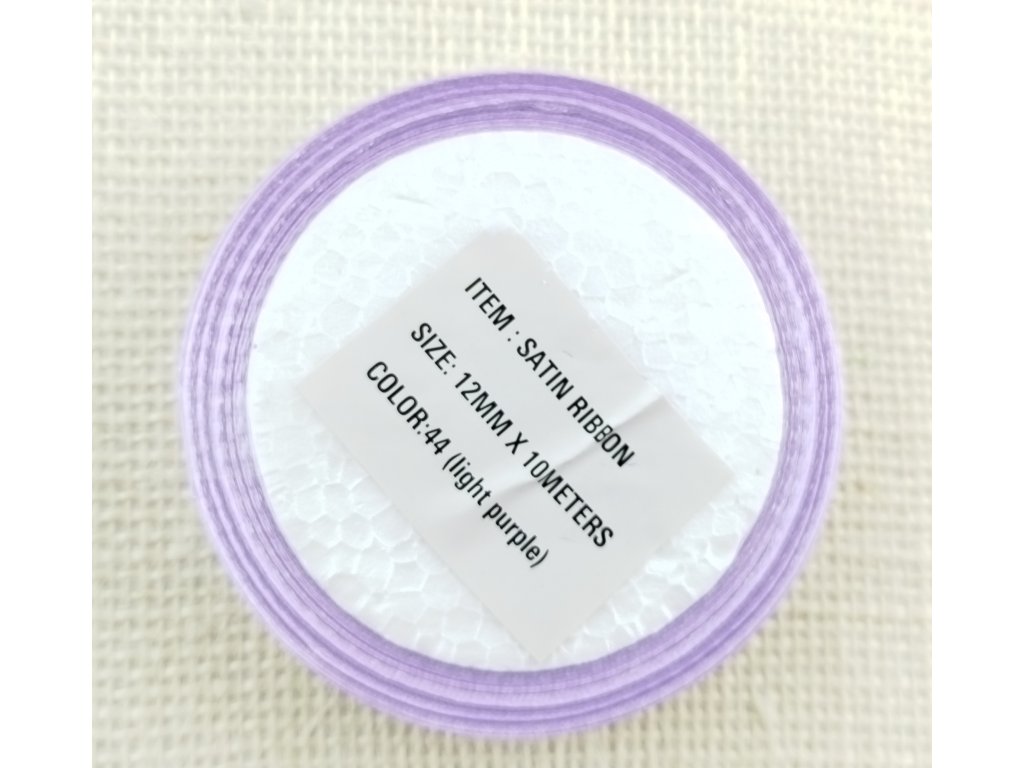 ITEM : SATIN RIBBON
SIZE: 12MM X 10METERS
COLOR:44 (light purple)